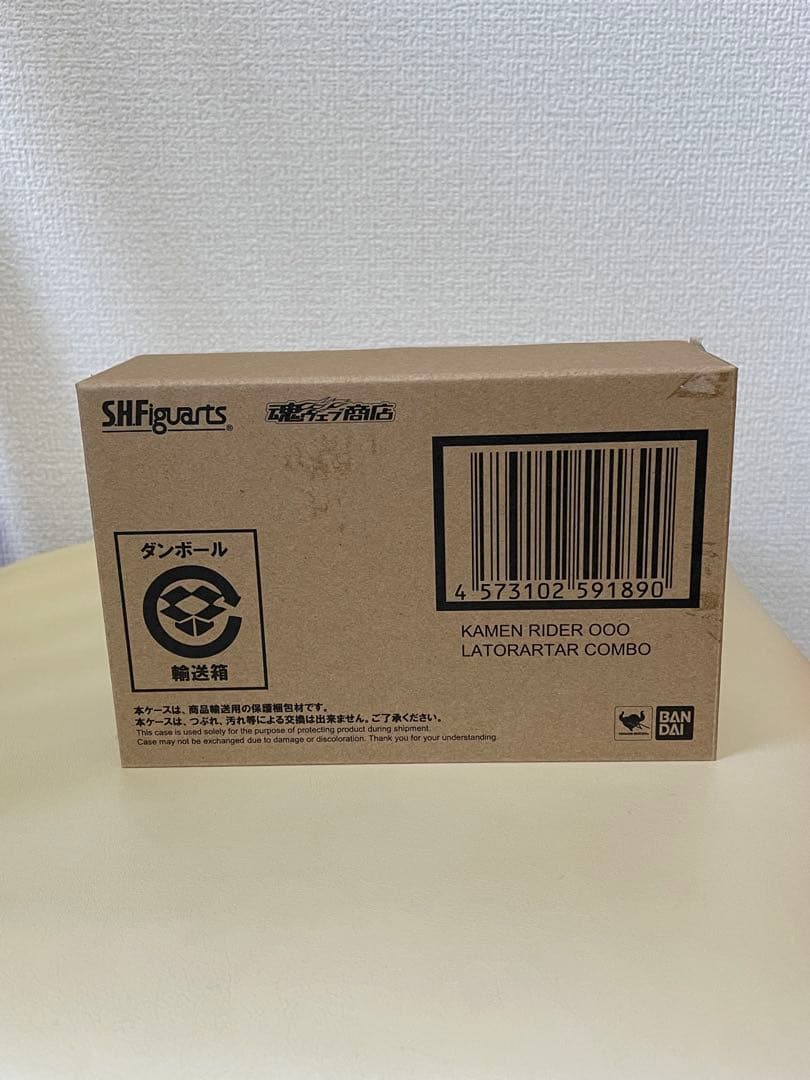 S.H.Figuarts®
魂ウェブ商店
ダンボール
輸送箱
4 573102 591890
KAMEN RIDER OOO
LATORARTAR COMBO
本ケースは、商品輸送用の保護梱包材です。
本ケースは、つぶれ、汚れ等による交換は出来ません。ご了承ください。
This case is used solely for the purpose of protecting product during shipment.
Case may not be exchanged due to damage or discoloration. Thank you for your understanding.
BAN
DAI